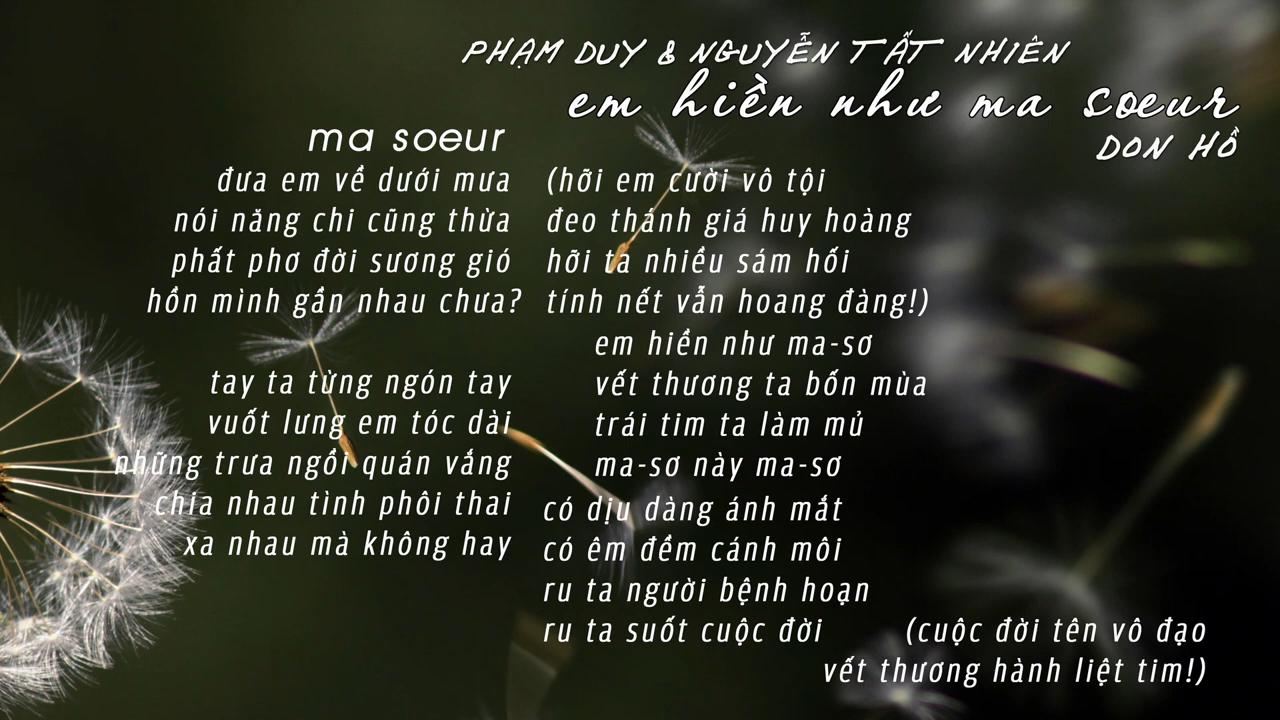 PHẠM DUY & NGUYỄN TẤT NHIÊN
em hiền như ma soeur
DON HỒ
ma soeur
đưa em về dưới mưa
nói năng chi cũng thừa
phất phơ đời sương gió
hồn mình gần nhau chưa?
tay ta từng ngón tay
vuốt lưng em tóc dài
những trưa ngồi quán vắng
chia nhau tình phôi thai
xa nhau mà không hay
(hỡi em cười vô tội
đeo thánh giá huy hoàng
hỡi ta nhiều sám hối
tính nết vẫn hoang đàng!)
em hiền như ma-sơ
vết thương ta bốn mùa
trái tim ta làm mủ
ma-sơ này ma-sơ
có dịu dàng ánh mắt
có êm đềm cánh môi
ru ta người bệnh hoạn
ru ta suốt cuộc đời
(cuộc đời tên vô đạo
vết thương hành liệt tim!)